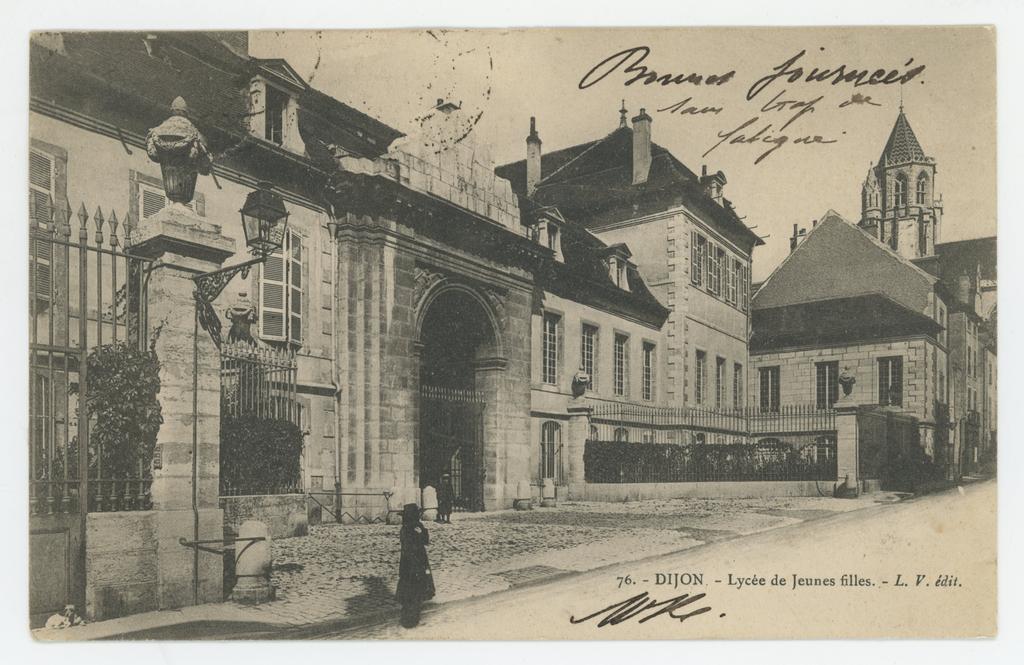 Bonnes journées.
sans trop de
fatigue
76. - DIJON - Lycée de Jeunes filles. - L. V. édit.